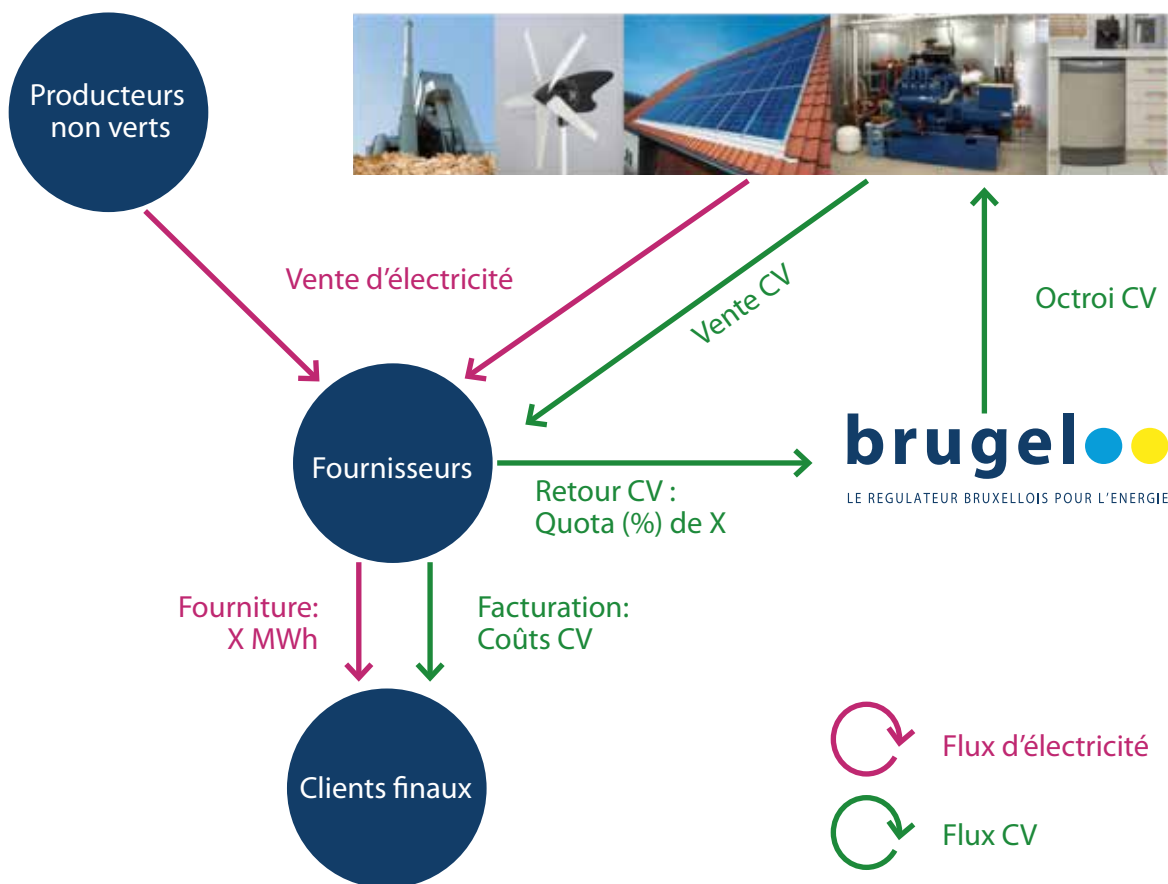 Producteurs
non verts
Vente d’électricité
Vente CV
Octroi CV
Fournisseurs
brugel
LE REGULATEUR BRUXELLOIS POUR L’ENERGIE
Retour CV :
Quota (%) de X
Fourniture:
X MWh
Facturation:
Coûts CV
Clients finaux
Flux d’électricité
Flux CV